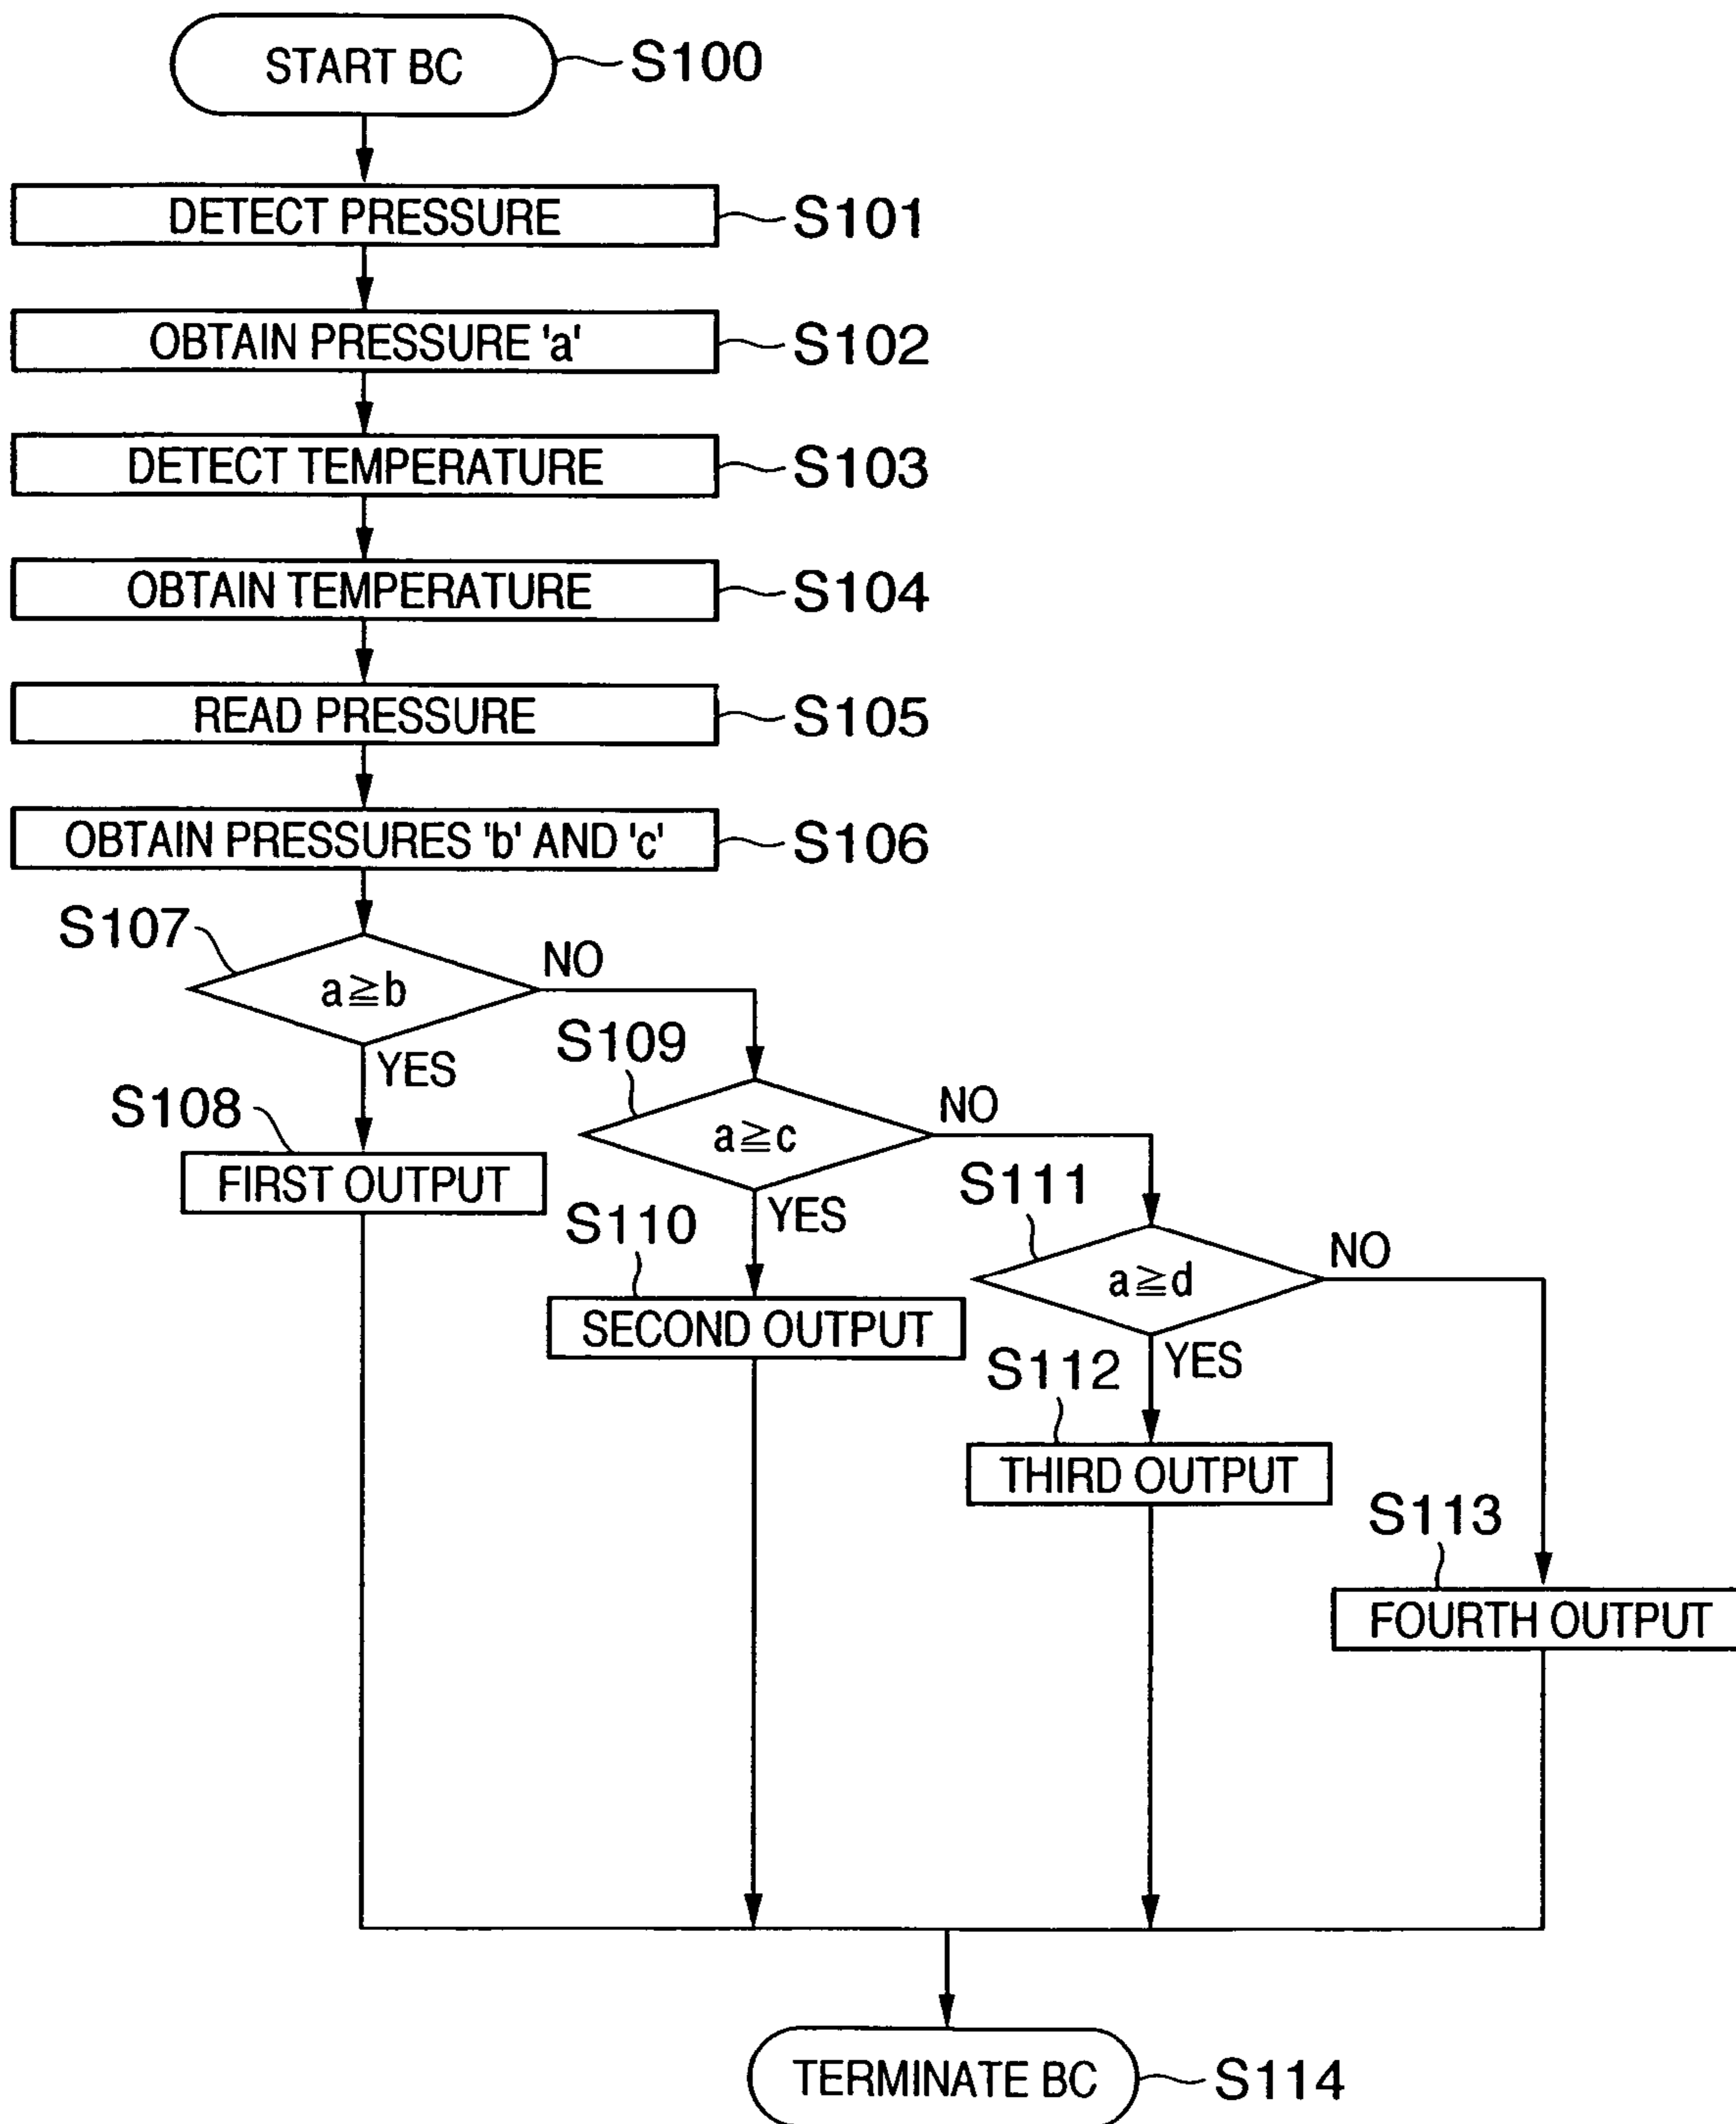 START BC
S100
DETECT PRESSURE
S101
OBTAIN PRESSURE 'a'
S102
DETECT TEMPERATURE
S103
OBTAIN TEMPERATURE
S104
READ PRESSURE
S105
OBTAIN PRESSURES 'b' AND 'c'
S106
S107
a≧b
NO
YES
S108
FIRST OUTPUT
S109
a≧c
NO
YES
S110
SECOND OUTPUT
S111
a≧d
NO
YES
S112
THIRD OUTPUT
S113
FOURTH OUTPUT
TERMINATE BC
S114